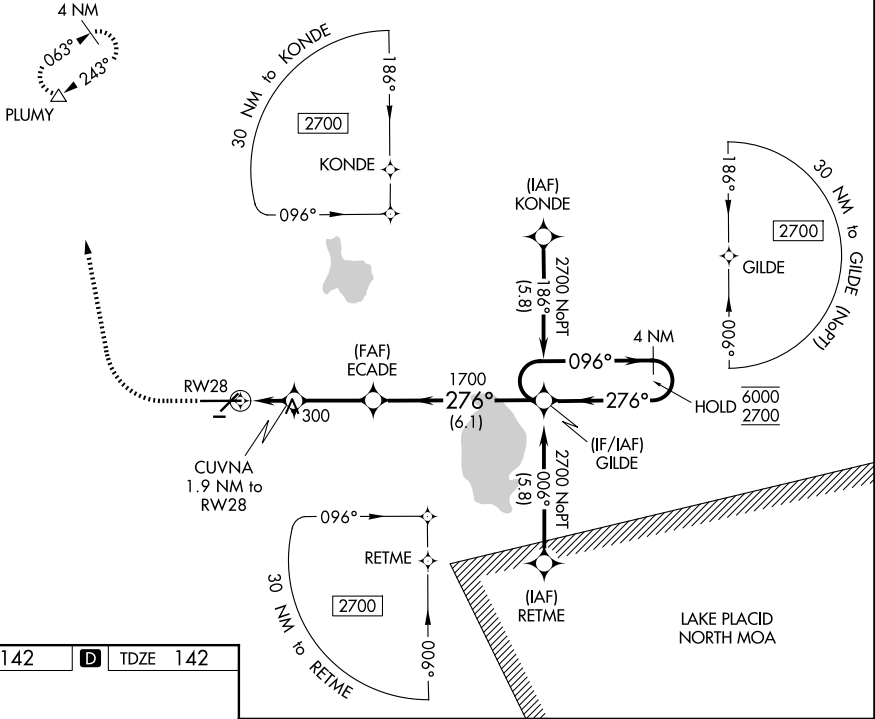 4 NM
063°
243°
PLUMY
30 NM to KONDE
186°
2700
KONDE
096°
(IAF)
KONDE
2700 NoPT
186°
(5.8)
186°
30 NM to GILDE (NoPT)
2700
GILDE
006°
4 NM
096°
276°
HOLD 6000
2700
(FAF)
ECADE
1700
276°
(6.1)
(IF/IAF)
GILDE
RW28
300
CUVNA
1.9 NM to
RW28
2700 NoPT
006°
(5.8)
096°
RETME
2700
30 NM to RETME
006°
(IAF)
RETME
LAKE PLACID
NORTH MOA
142 D TDZE 142